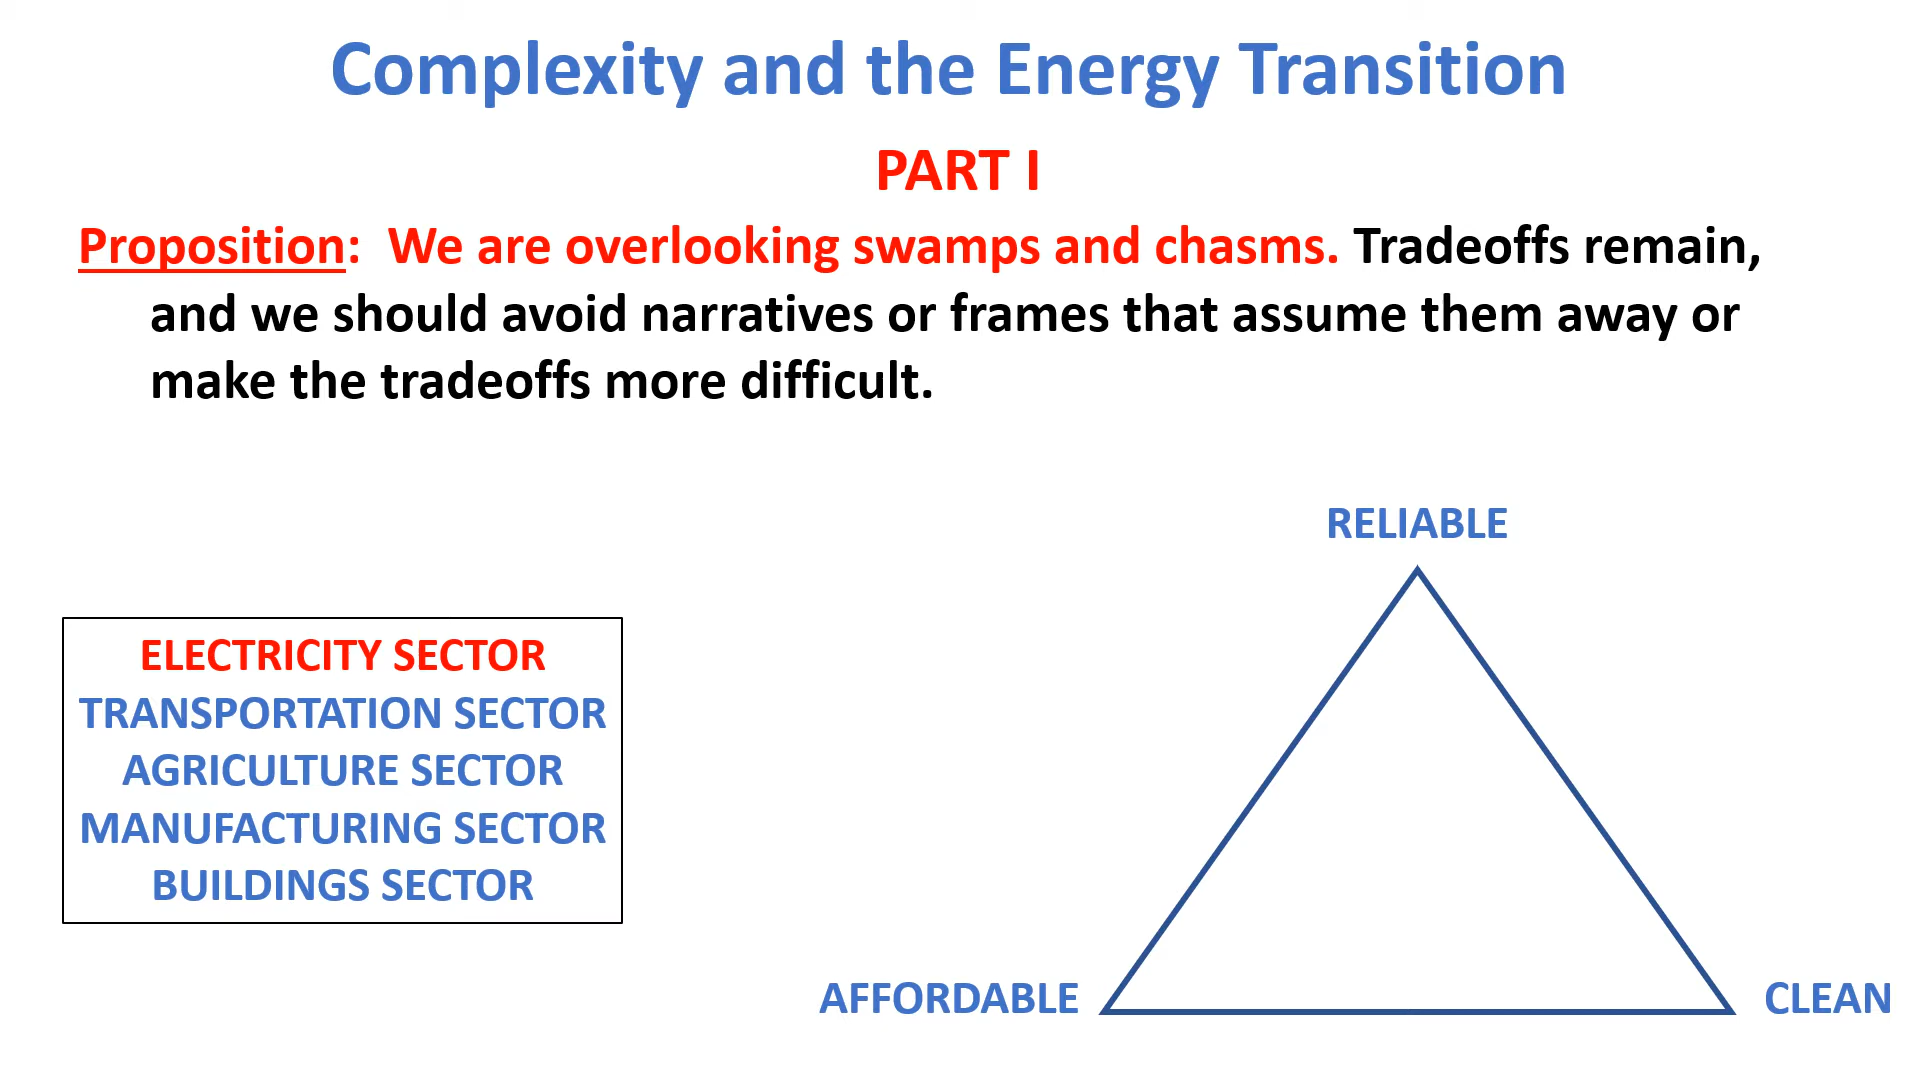 Complexity and the Energy Transition
PART I
Proposition: We are overlooking swamps and chasms. Tradeoffs remain,
and we should avoid narratives or frames that assume them away or
make the tradeoffs more difficult.
RELIABLE
ELECTRICITY SECTOR
TRANSPORTATION SECTOR
AGRICULTURE SECTOR
MANUFACTURING SECTOR
BUILDINGS SECTOR
AFFORDABLE
CLEAN